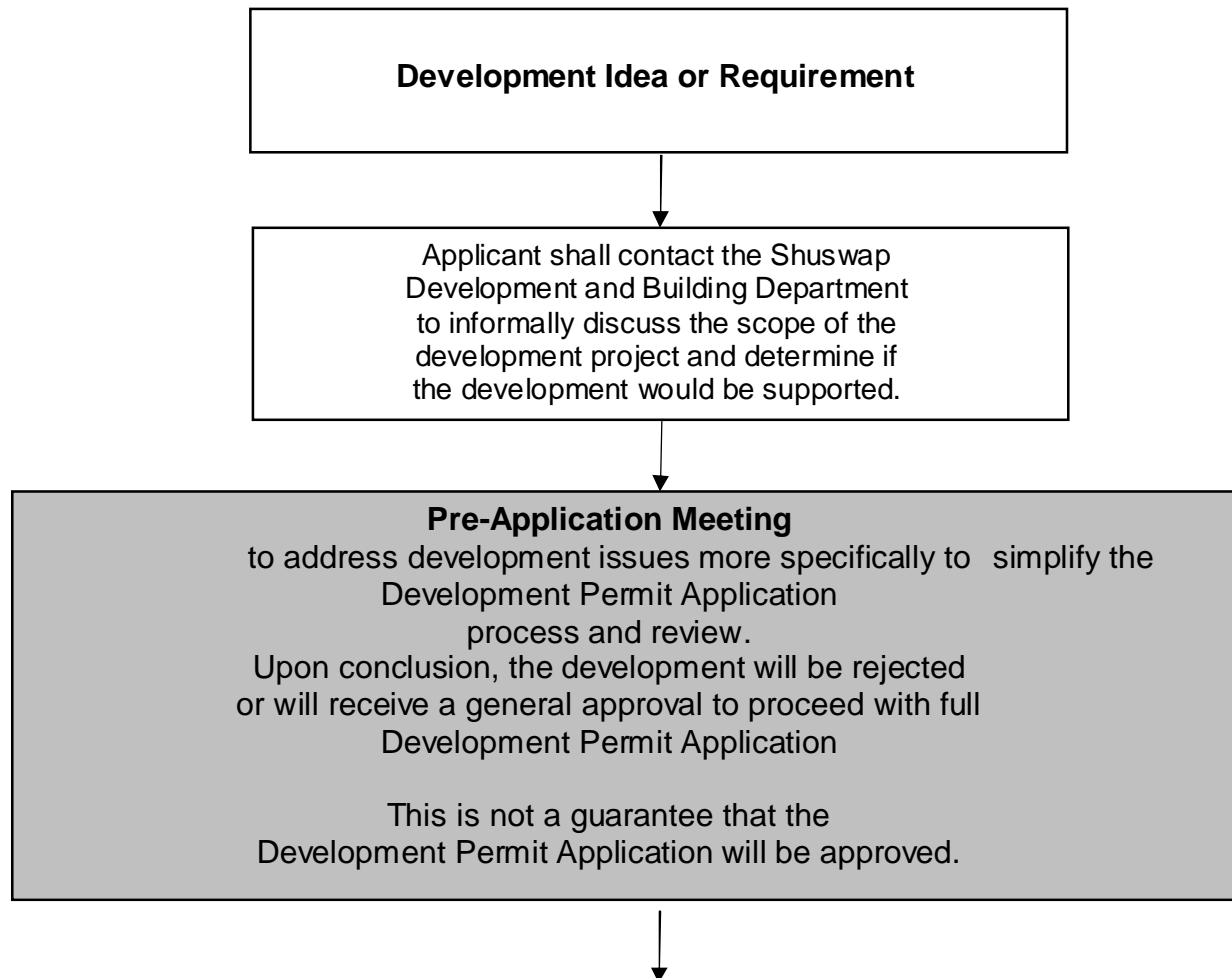 Development Idea or Requirement
Applicant shall contact the Shuswap
Development and Building Department
to informally discuss the scope of the
development project and determine if
the development would be supported.
Pre-Application Meeting
to address development issues more specifically to simplify the
Development Permit Application
process and review.
Upon conclusion, the development will be rejected
or will receive a general approval to proceed with full
Development Permit Application
This is not a guarantee that the
Development Permit Application will be approved.